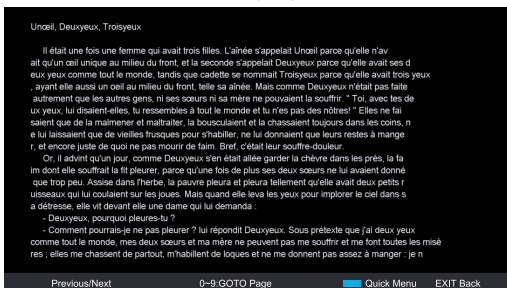 Unœil, Deuxyeux, Troisyeux
Il était une fois une femme qui avait trois filles. L'aînée s'appelait Unœil parce qu'elle n'av
ait qu'un œil unique au milieu du front, et la seconde s'appelait Deuxyeux parce qu'elle avait ses d
eux yeux comme tout le monde, tandis que cadette se nommait Troisyeux parce qu'elle avait trois yeux
, ayant elle aussi un oeil au milieu du front, telle sa aînée. Mais comme Deuxyeux n'était pas faite
autrement que les autres gens, ni ses sœurs ni sa mère ne pouvaient la souffrir. " Toi, avec tes de
ux yeux, lui disaient-elles, tu ressembles à tout le monde et tu n'es pas des nôtres! " Elles ne fai
saient que de la malmener et maltraiter, la bousculaient et la chassaient toujours dans les coins, n
e lui laissaient que de vieilles frusques pour s'habiller, ne lui donnaient que leurs restes à mange
r, et encore juste de quoi ne pas mourir de faim. Bref, c'était leur souffre-douleur.
Or, il advint qu'un jour, comme Deuxyeux s'en était allée garder la chèvre dans les prés, la fa
im dont elle souffrait la fit pleurer, parce qu'une fois de plus ses deux sœurs ne lui avaient donné
que trop peu. Assise dans l'herbe, la pauvre pleura et pleura tellement qu'elle avait deux petits r
uisseaux qui lui coulaient sur les joues. Mais quand elle leva les yeux pour implorer le ciel dans s
a détresse, elle vit devant elle une dame qui lui demanda :
- Deuxyeux, pourquoi pleures-tu ?
- Comment pourrais-je ne pas pleurer ? lui répondit Deuxyeux. Sous prétexte que j'ai deux yeux
comme tout le monde, mes deux sœurs et ma mère ne peuvent pas me souffrir et me font toutes les misè
res ; elles me chassent de partout, m'habillent de loques et ne me donnent pas assez à manger : je n
Previous/Next 0~9:GOTO Page Quick Menu EXIT Back